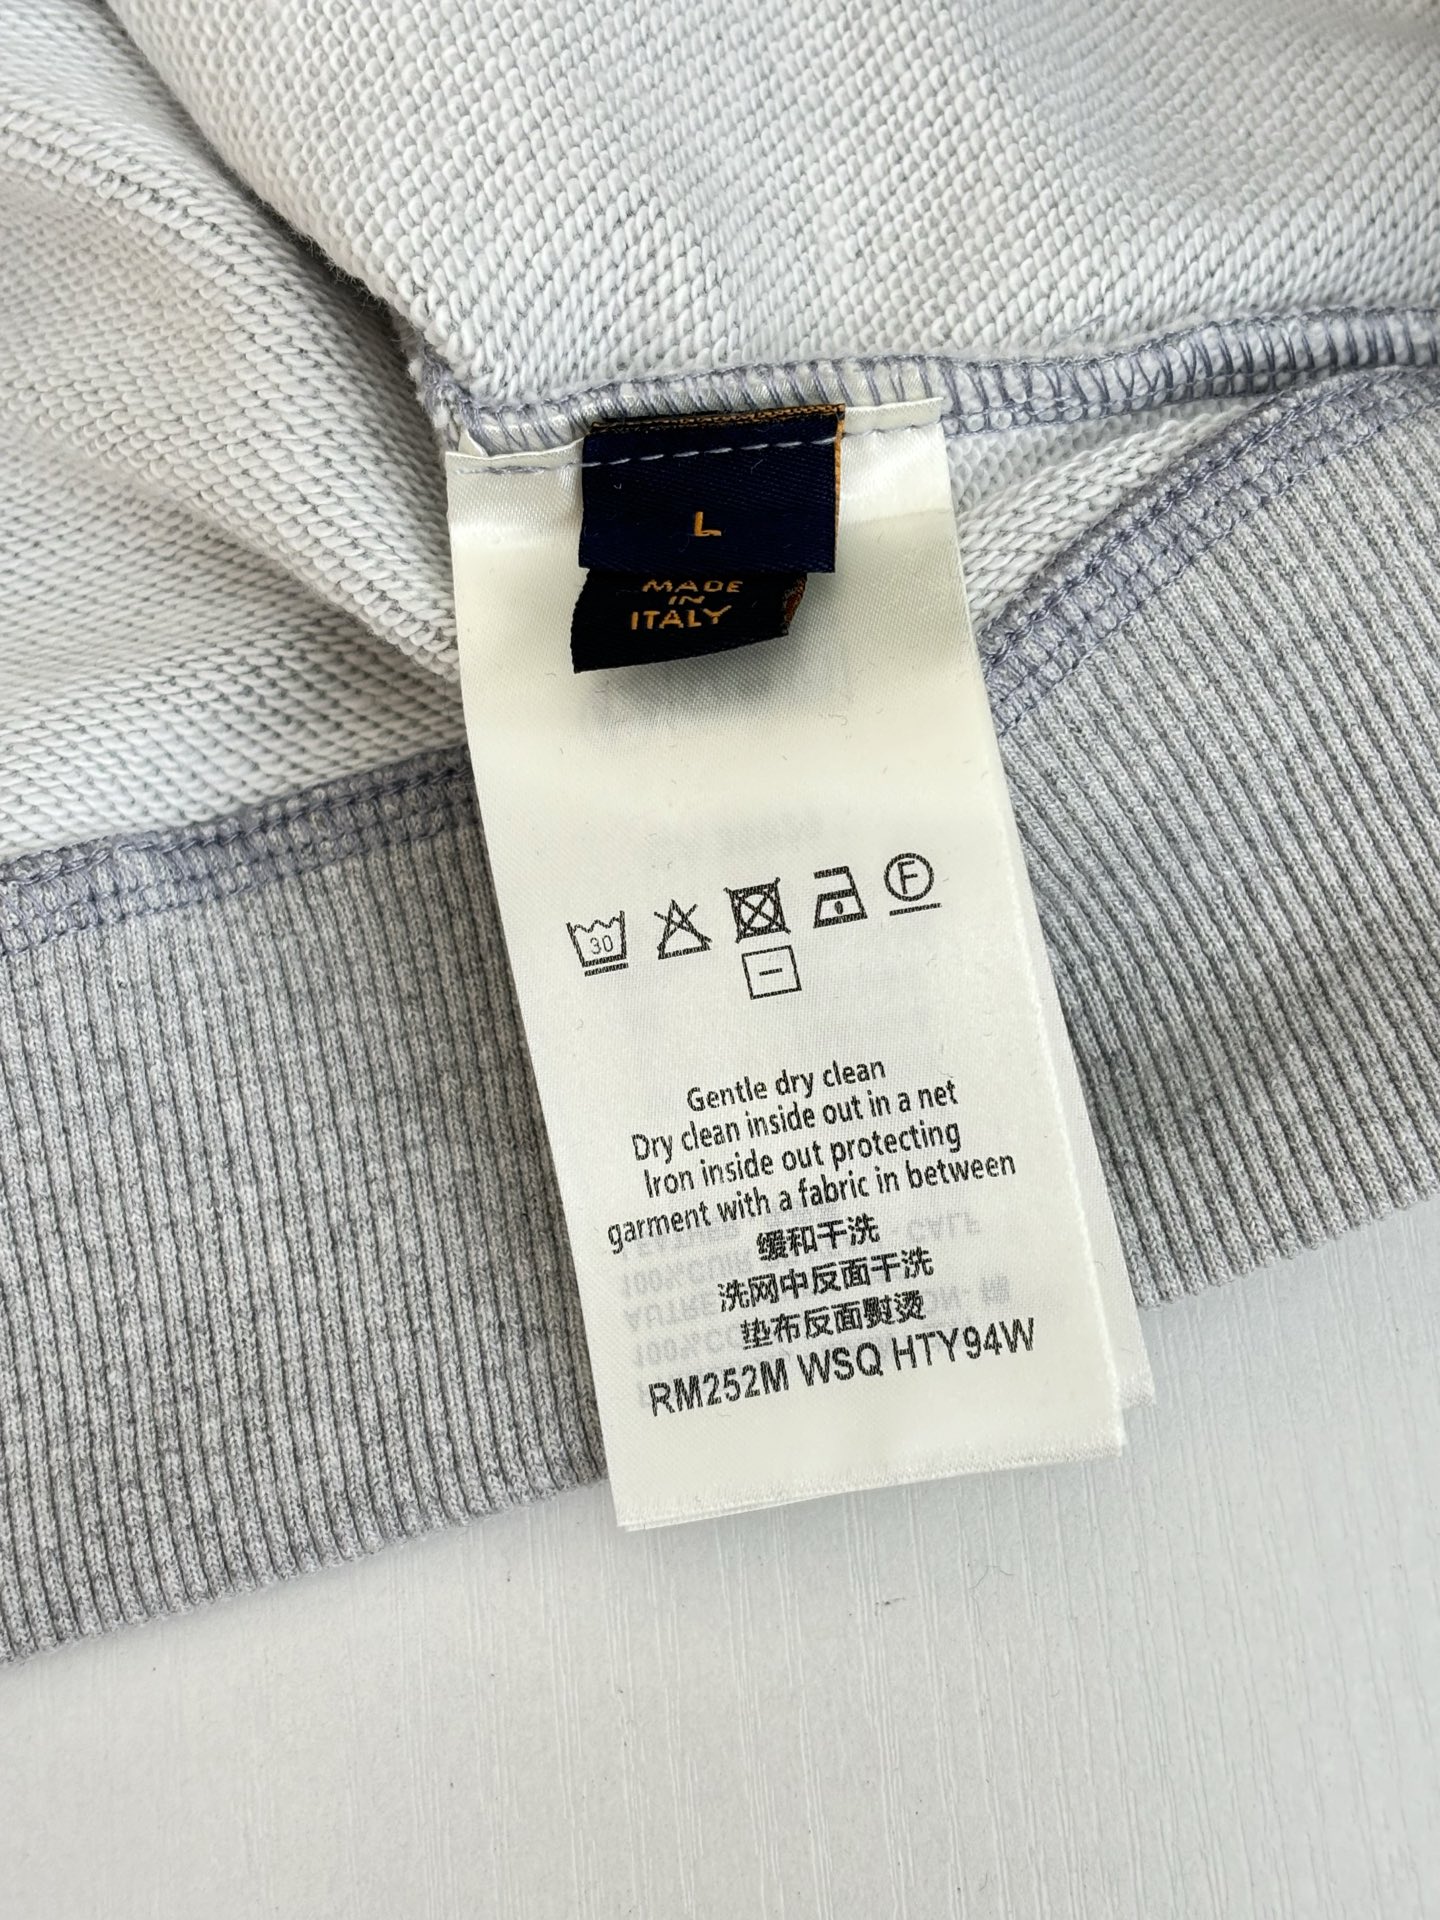 L
MADE
IN
ITALY
30
F
Gentle dry clean
Dry clean inside out in a net
Iron inside out protecting
garment with a fabric in between
缓和干洗
洗网中反面干洗
垫布反面熨烫
RM252M WSQ HTY94W